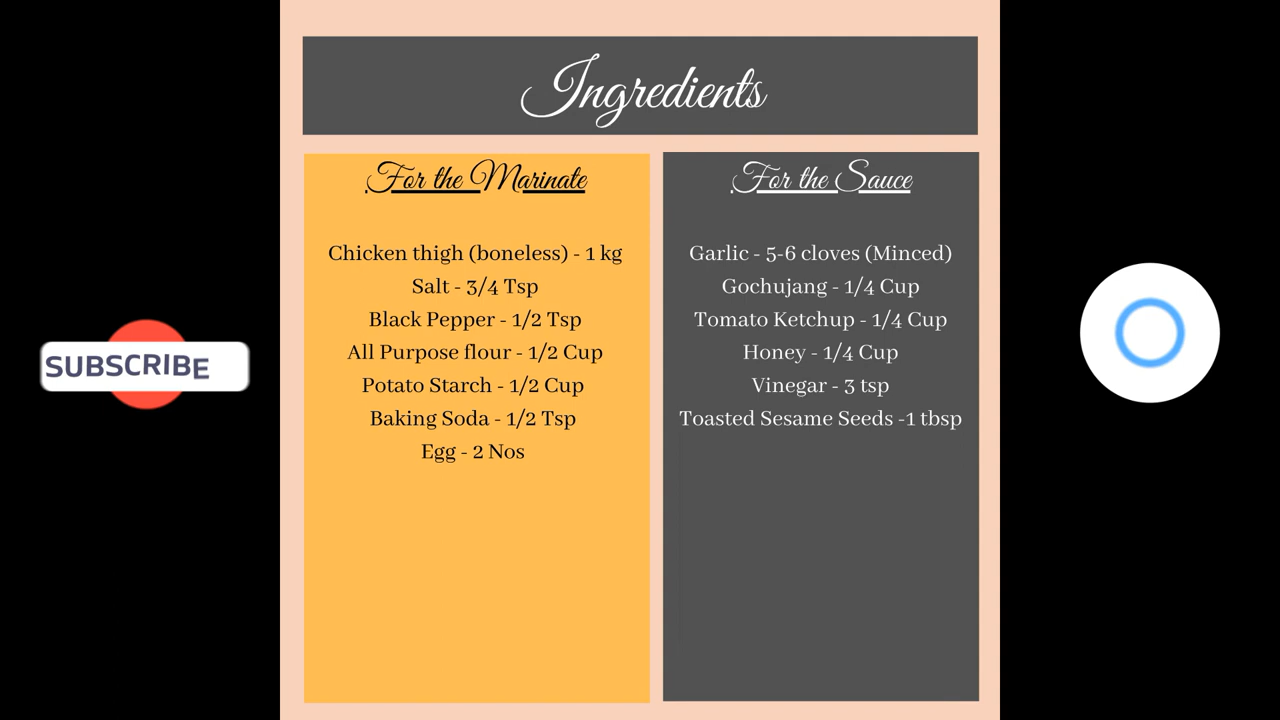 Ingredients
For the Marinate
Chicken thigh (boneless) - 1 kg
Salt - 3/4 Tsp
Black Pepper - 1/2 Tsp
All Purpose flour - 1/2 Cup
Potato Starch - 1/2 Cup
Baking Soda - 1/2 Tsp
Egg - 2 Nos
For the Sauce
Garlic - 5-6 cloves (Minced)
Gochujang - 1/4 Cup
Tomato Ketchup - 1/4 Cup
Honey - 1/4 Cup
Vinegar - 3 tsp
Toasted Sesame Seeds -1 tbsp
SUBSCRIBE